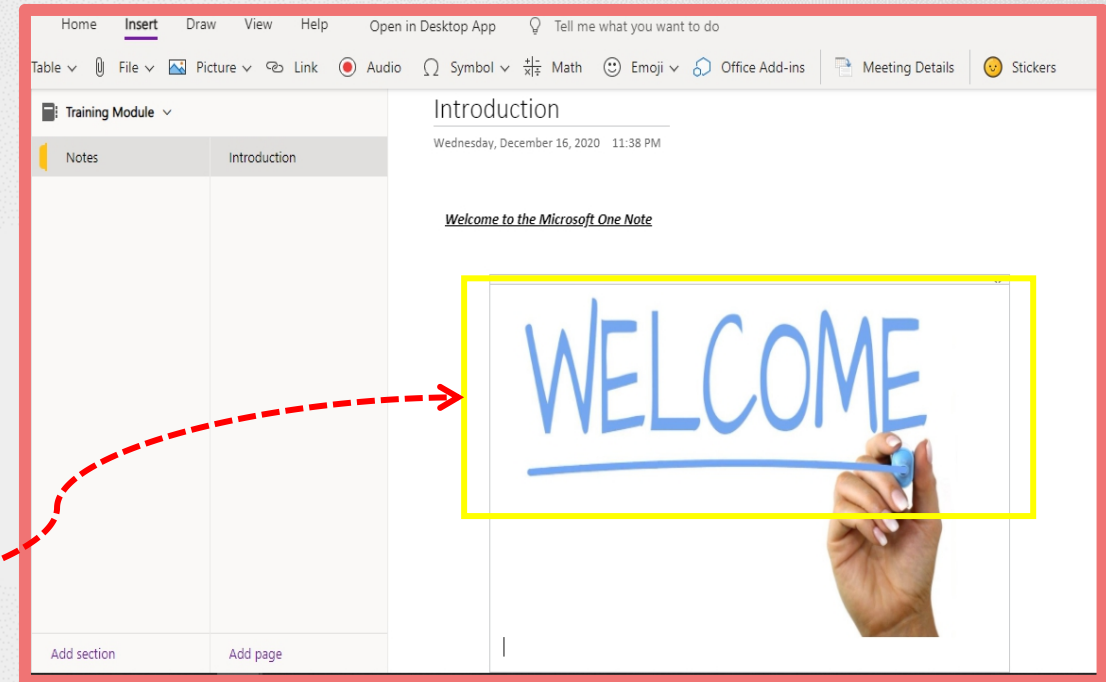 Home Insert Draw View Help Open in Desktop App Tell me what you want to do
Table File Picture Link Audio Symbol Math Emoji Office Add-ins Meeting Details Stickers
Training Module
Notes
Introduction
Introduction
Wednesday, December 16, 2020 11:38 PM
Welcome to the Microsoft One Note
WELCOME
Add section
Add page